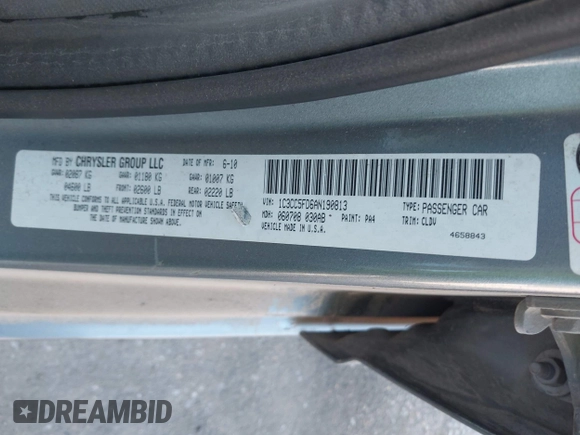 MFD BY CHRYSLER GROUP LLC
DATE OF MFR: 6-10
GVWR: 02087 KG GAWR: 01180 KG GAWR: 01007 KG
04600 LB FRONT: 02600 LB REAR: 02220 LB
THIS VEHICLE CONFORMS TO ALL APPLICABLE U.S.A. FEDERAL MOTOR VEHICLE SAFETY,
BUMPER AND THEFT PREVENTION STANDARDS IN EFFECT ON
THE DATE OF MANUFACTURE SHOWN ABOVE.
VIN: 1C3CC5FD6AN190813 TYPE: PASSENGER CAR
MDH: 060708 030AB PAINT: PA4 TRIM: CLDV
VEHICLE MADE IN U.S.A. 4658843
DREAMBID